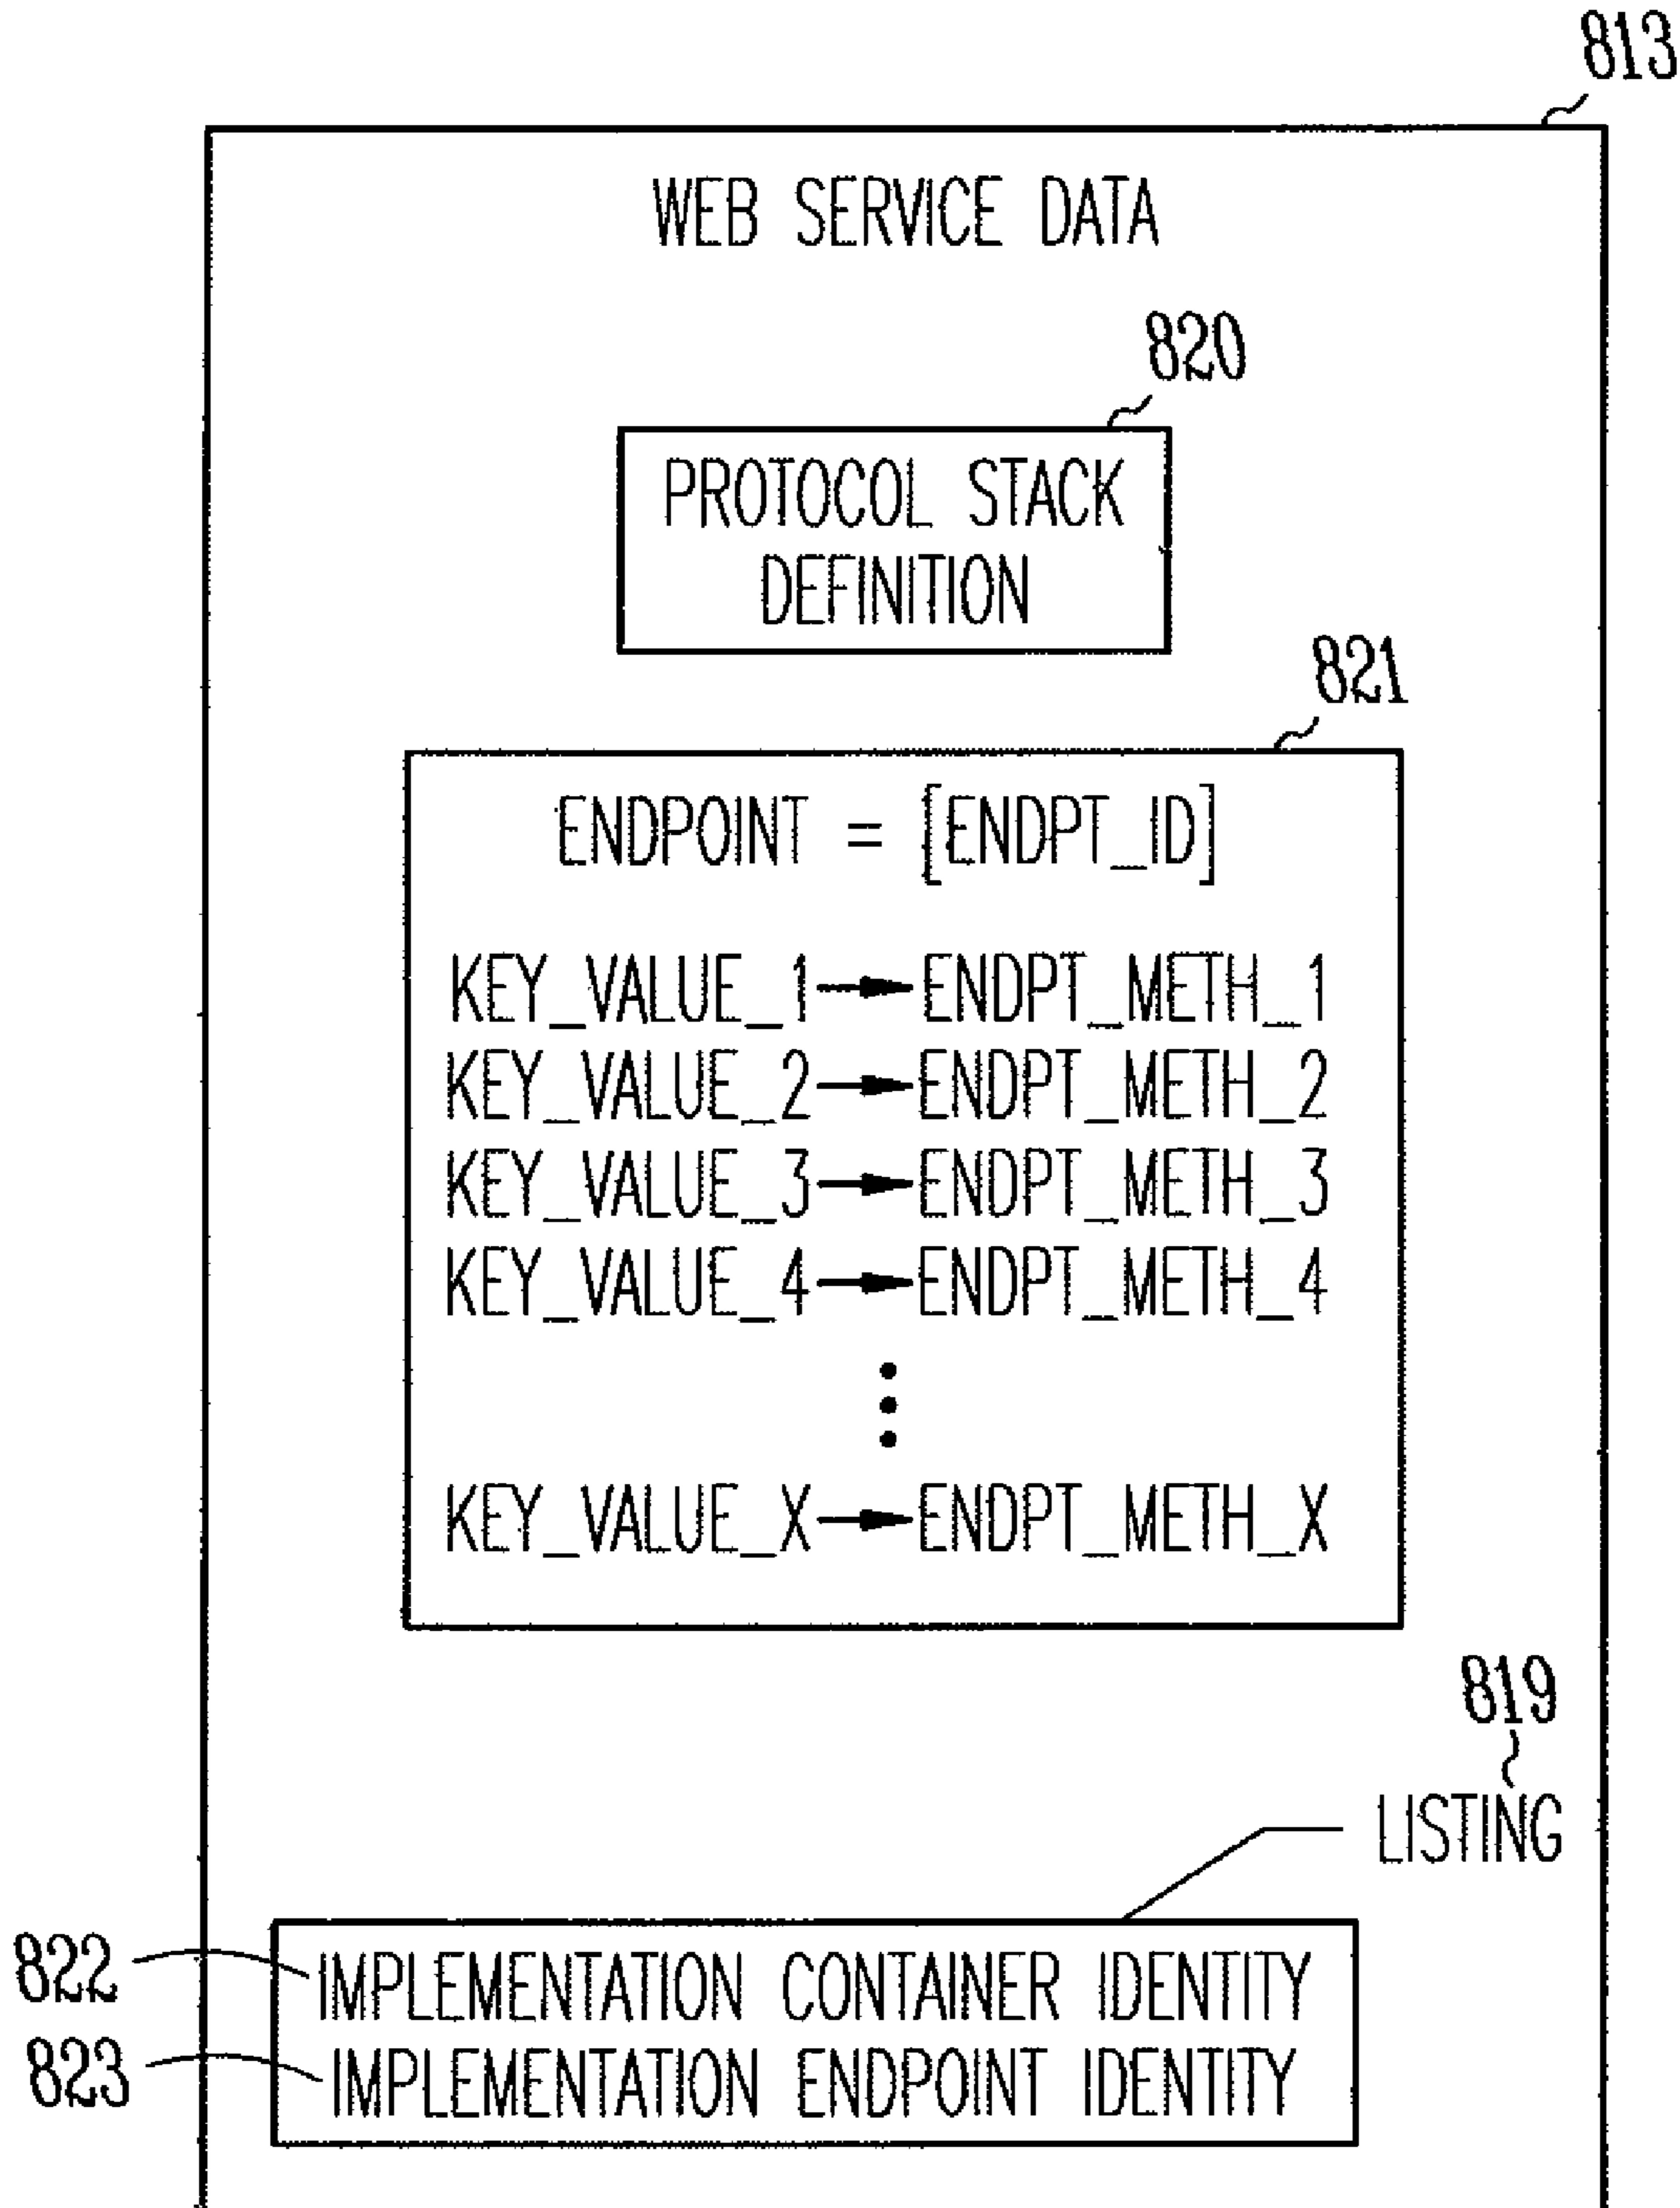 813
WEB SERVICE DATA
820
PROTOCOL STACK
DEFINITION
821
ENDPOINT = [ENDPT_ID]
KEY_VALUE_1 → ENDPT_METH_1
KEY_VALUE_2 → ENDPT_METH_2
KEY_VALUE_3 → ENDPT_METH_3
KEY_VALUE_4 → ENDPT_METH_4
KEY_VALUE_X → ENDPT_METH_X
819
LISTING
822 IMPLEMENTATION CONTAINER IDENTITY
823 IMPLEMENTATION ENDPOINT IDENTITY